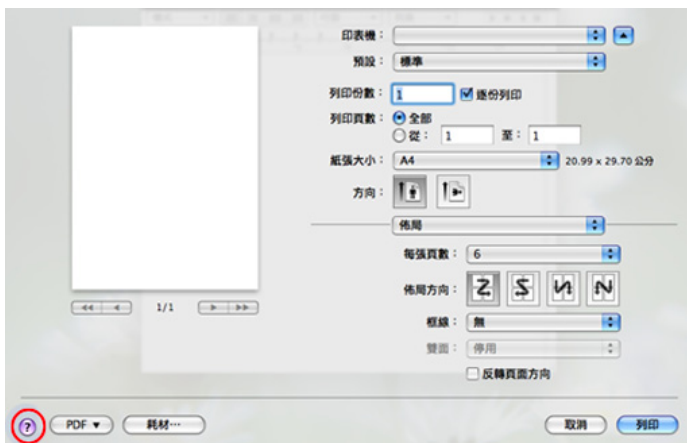 印表機：
預設： 標準
列印份數： 1 逐份列印
列印頁數： 全部
從： 1 至： 1
紙張大小： A4 20.99 x 29.70 公分
方向：
佈局
每張頁數： 6
佈局方向：
1/1
框線： 無
雙面： 停用
反轉頁面方向
? PDF ▼ 耗材⋯ 取消 列印